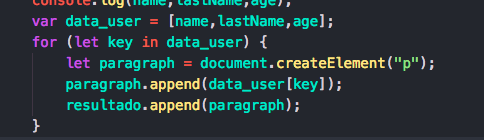 console.log(name,lastName,age);
var data_user = [name,lastName,age];
for (let key in data_user) {
let paragraph = document.createElement("p");
paragraph.append(data_user[key]);
resultado.append(paragraph);
}